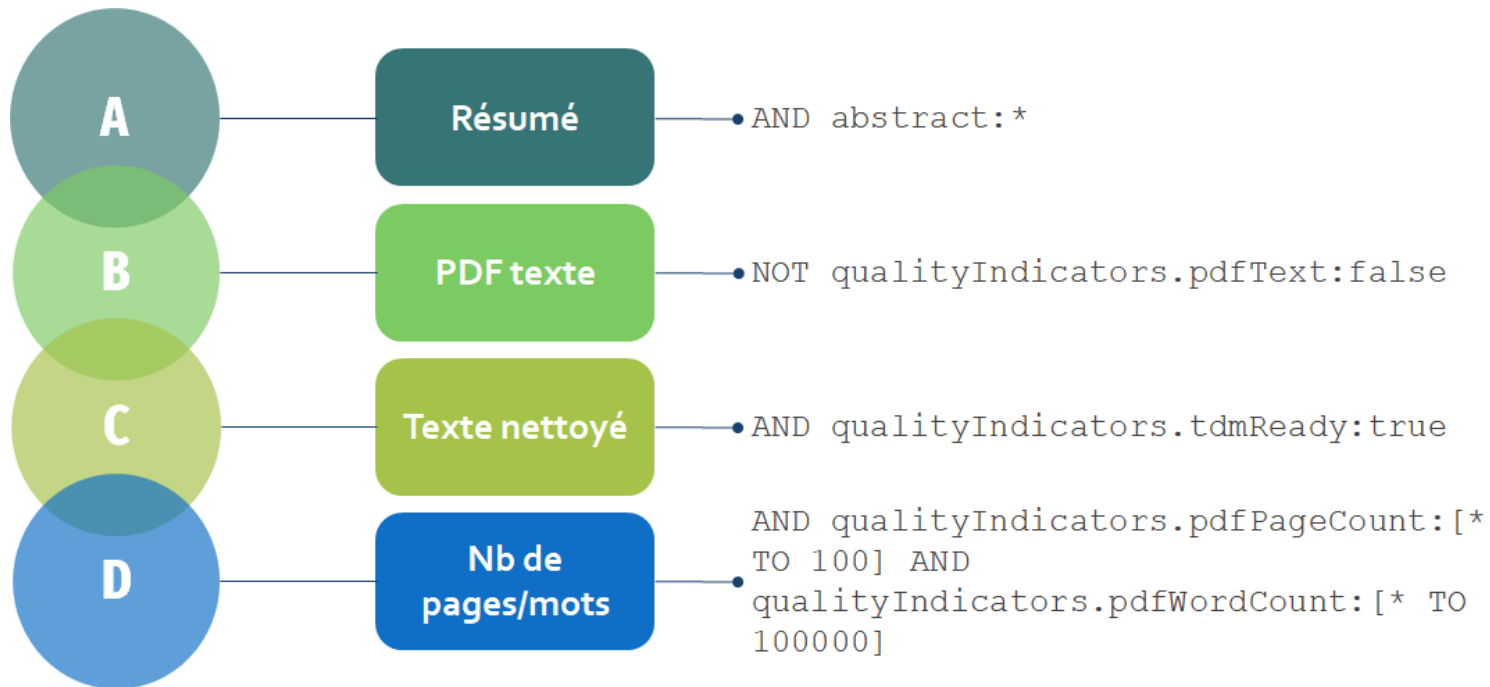 A
Résumé
AND abstract:*
B
PDF texte
NOT qualityIndicators.pdfText:false
C
Texte nettoyé
AND qualityIndicators.tdmReady:true
D
Nb de
pages/mots
AND qualityIndicators.pdfPageCount:[*
TO 100] AND
qualityIndicators.pdfWordCount:[* TO
100000]